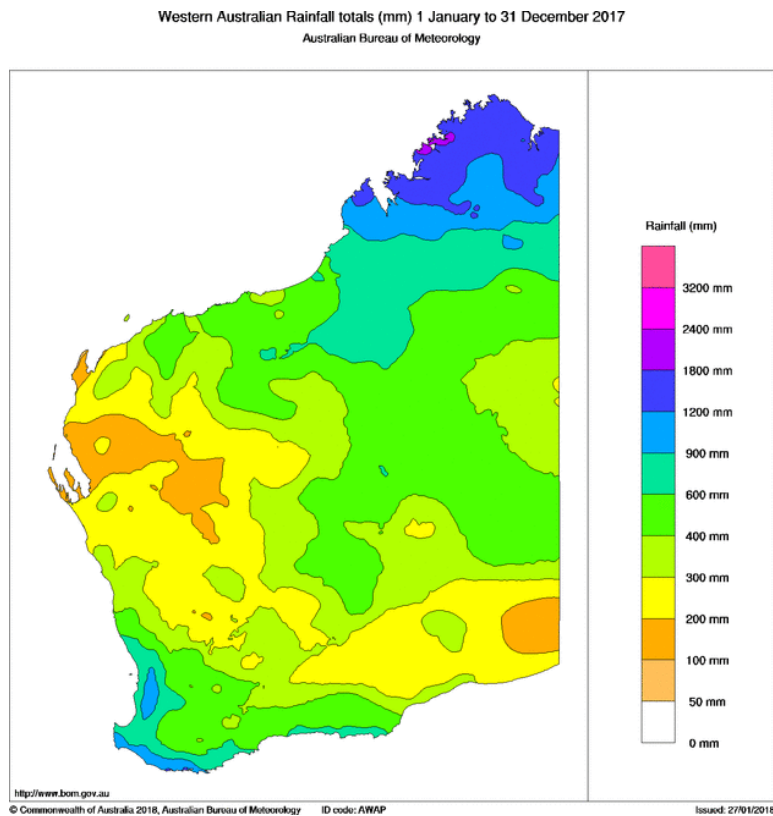 Western Australian Rainfall totals (mm) 1 January to 31 December 2017
Australian Bureau of Meteorology
Rainfall (mm)
3200 mm
2400 mm
1800 mm
1200 mm
900 mm
600 mm
400 mm
300 mm
200 mm
100 mm
50 mm
0 mm
http://www.bom.gov.au
© Commonwealth of Australia 2018, Australian Bureau of Meteorology ID code: AWAP Issued: 27/01/2018